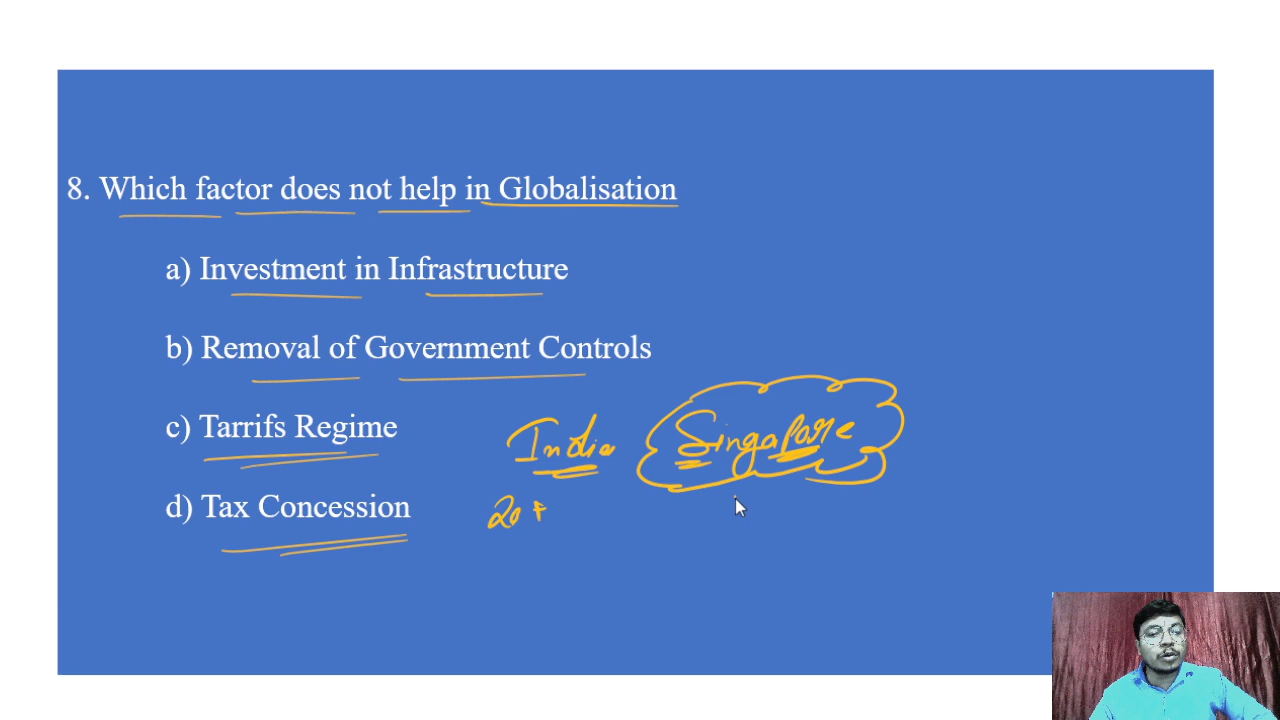 8. Which factor does not help in Globalisation
a) Investment in Infrastructure
b) Removal of Government Controls
c) Tarrifs Regime
India Singapore
d) Tax Concession
20